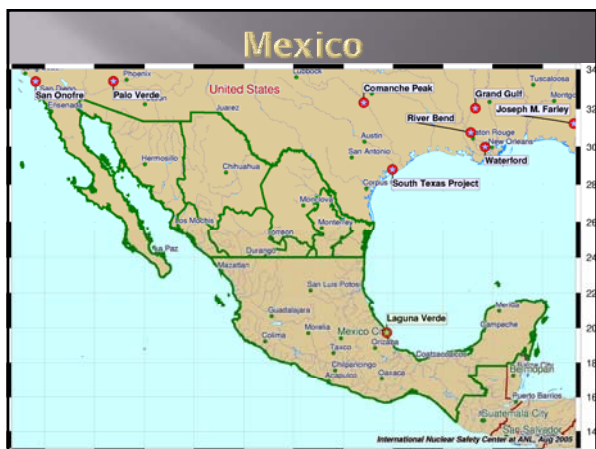 Mexico
Lubbock
34
Phoenix
Tuscaloosa
San Diego
San Onofre
Palo Verde
United States
Comanche Peak
Grand Gulf
Montgo
Ensenada
Juarez
Joseph M. Farley
32
River Bend
Austin
aton Rouge
New Orleans
30
San Antonio
Waterford
Hermosillo
Chihuahua
Corpus
South Texas Project
28
Monclova
Los Mochis
Torreon
Monterrey
26
La Paz
Durango
24
Mazatlan
San Luis Potosi
22
Guadalajara
Laguna Verde
Merida
Colima
Morelia
Mexico City
Campeche
20
Taxco
Orizaba
Coatzacoalcos
Chilpancingo
Acapulco
Oaxaca
Belize City
Belmopan
18
Puerto Barrios
16
Guatemala City
San Salvador
14
International Nuclear Safety Center at ANL, Aug 2005